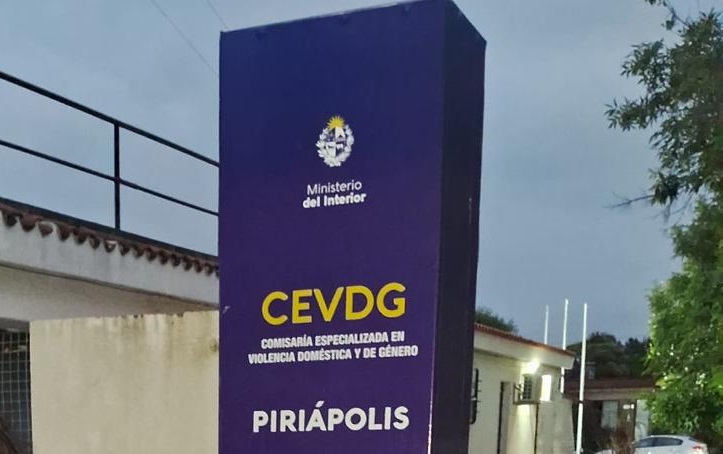 Ministerio
del Interior
CEVDG
COMISARÍA ESPECIALIZADA EN
VIOLENCIA DOMÉSTICA Y DE GÉNERO
PIRIÁPOLIS